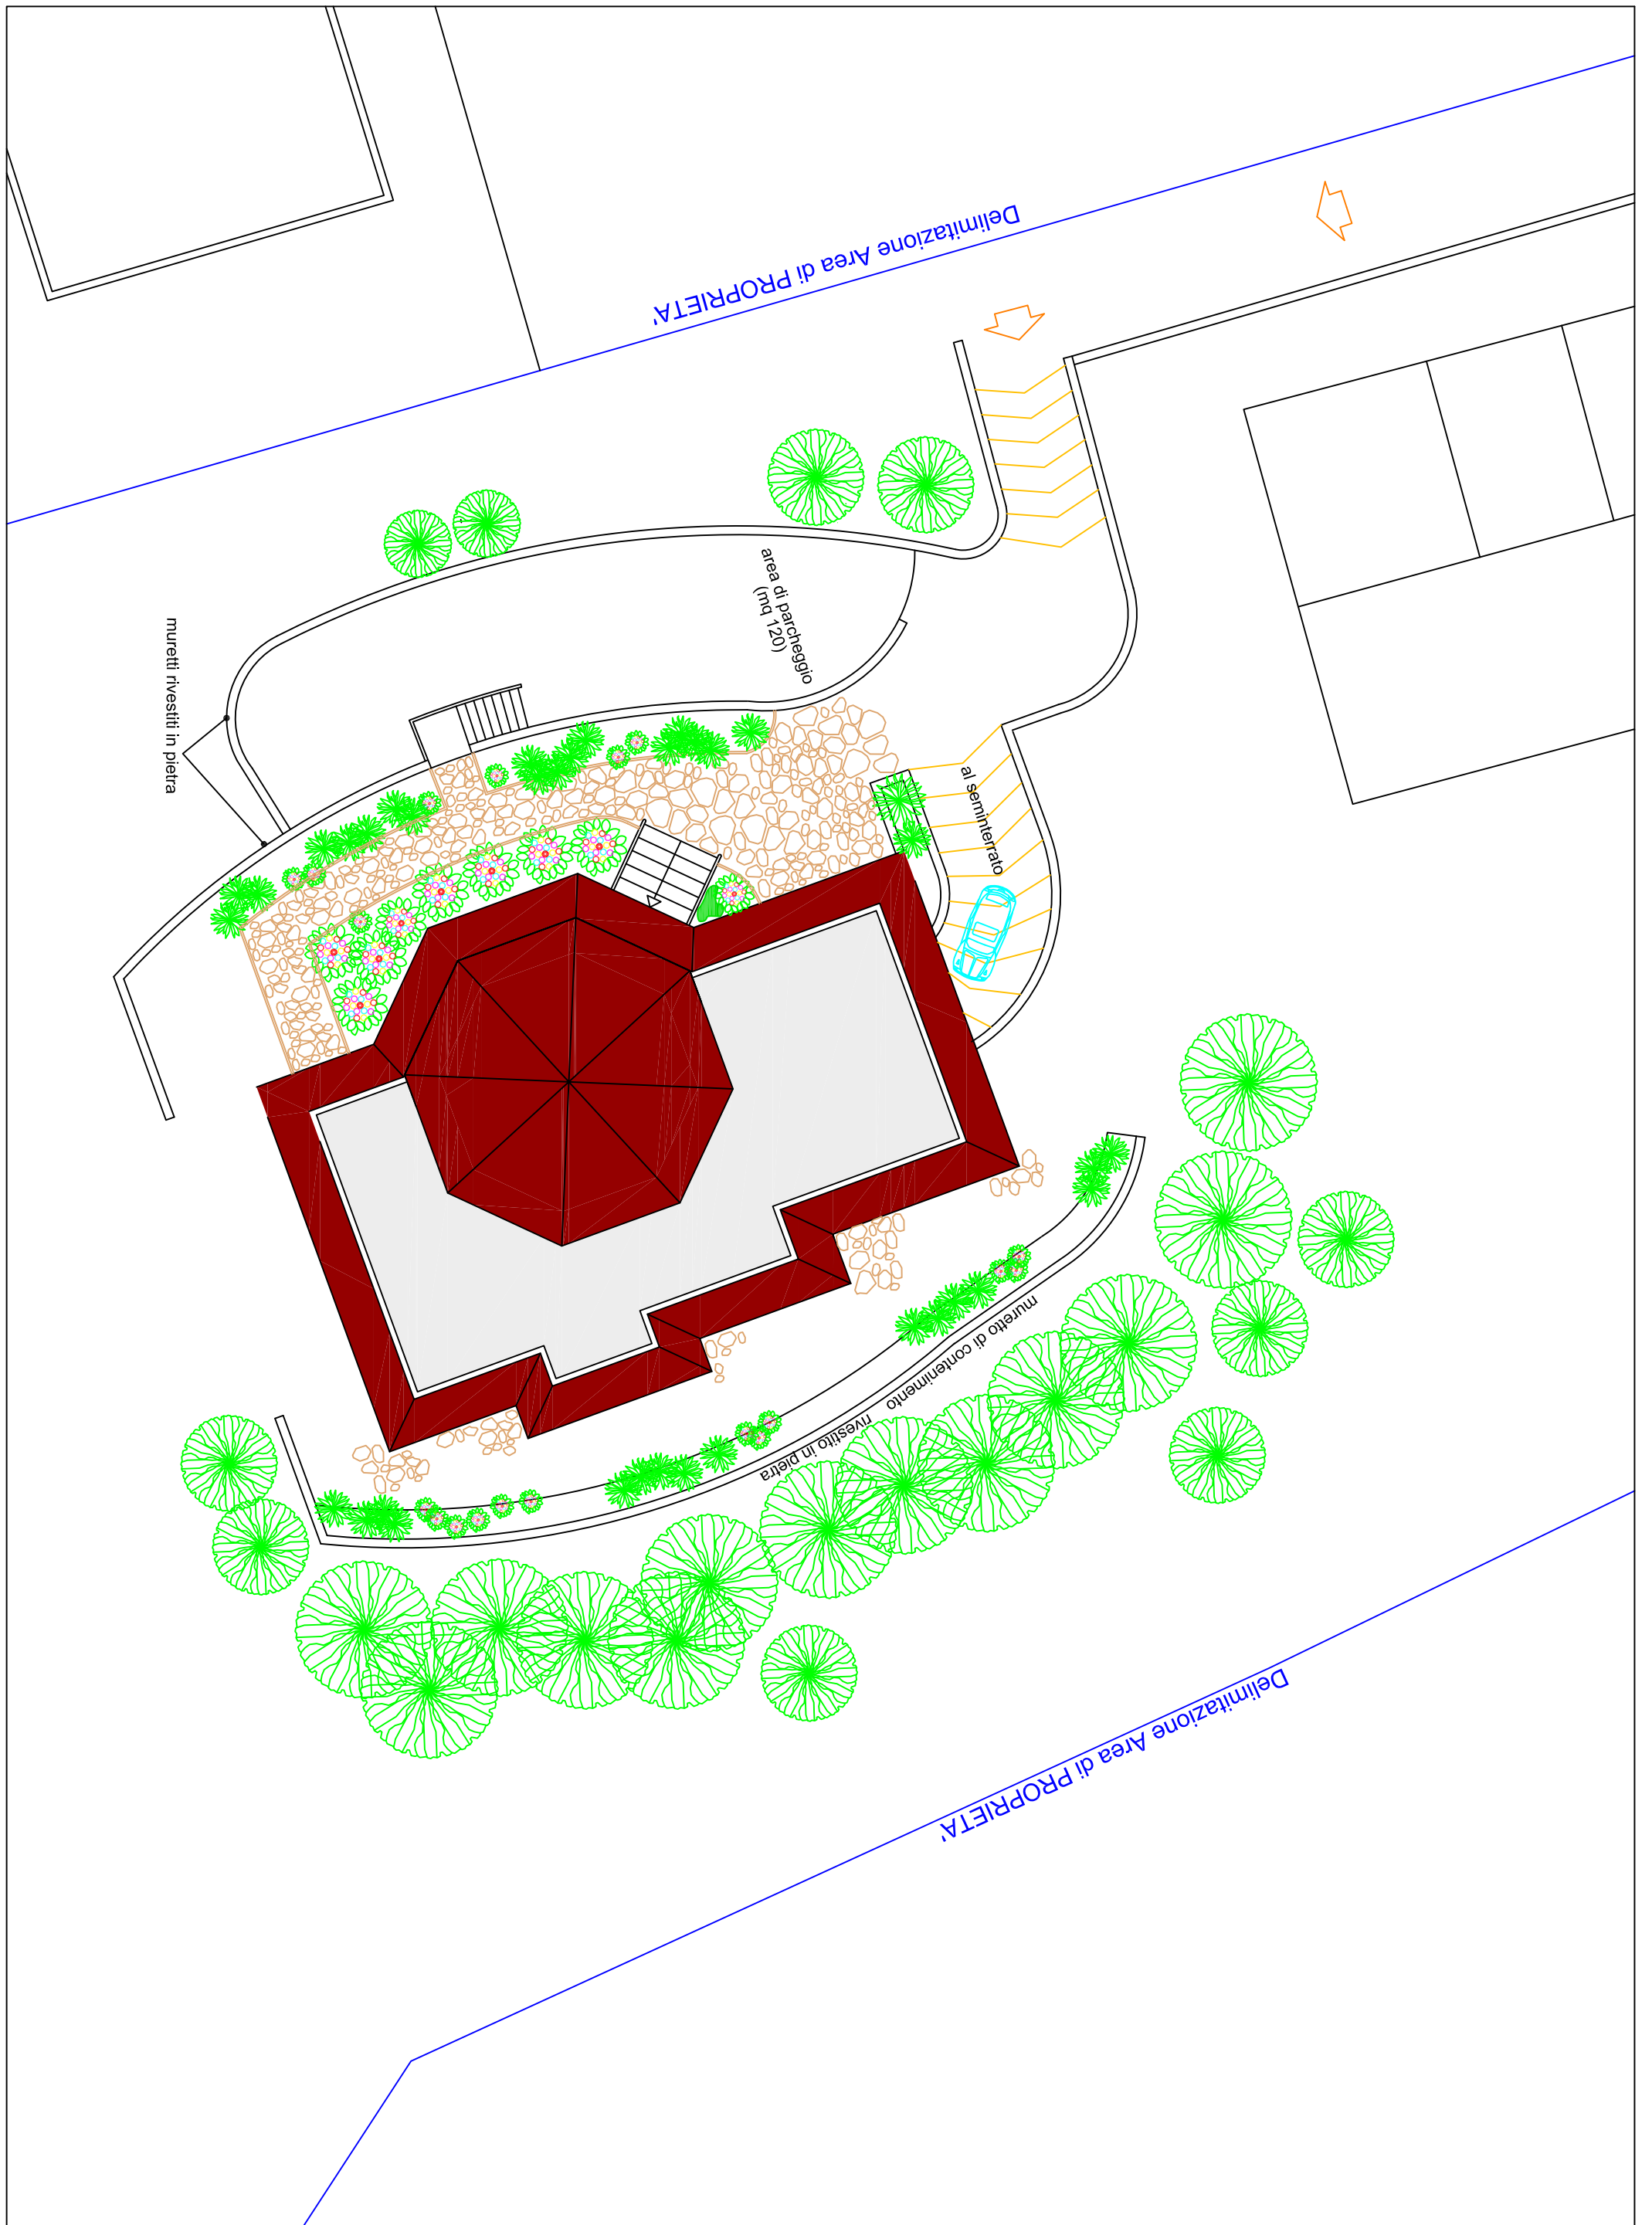 Delimitazione Area di PROPRIETA'
area di parcheggio
(mq 120)
muretti rivestiti in pietra
al seminterrato
muretto di contenimento rivestito in pietra
Delimitazione Area di PROPRIETA'